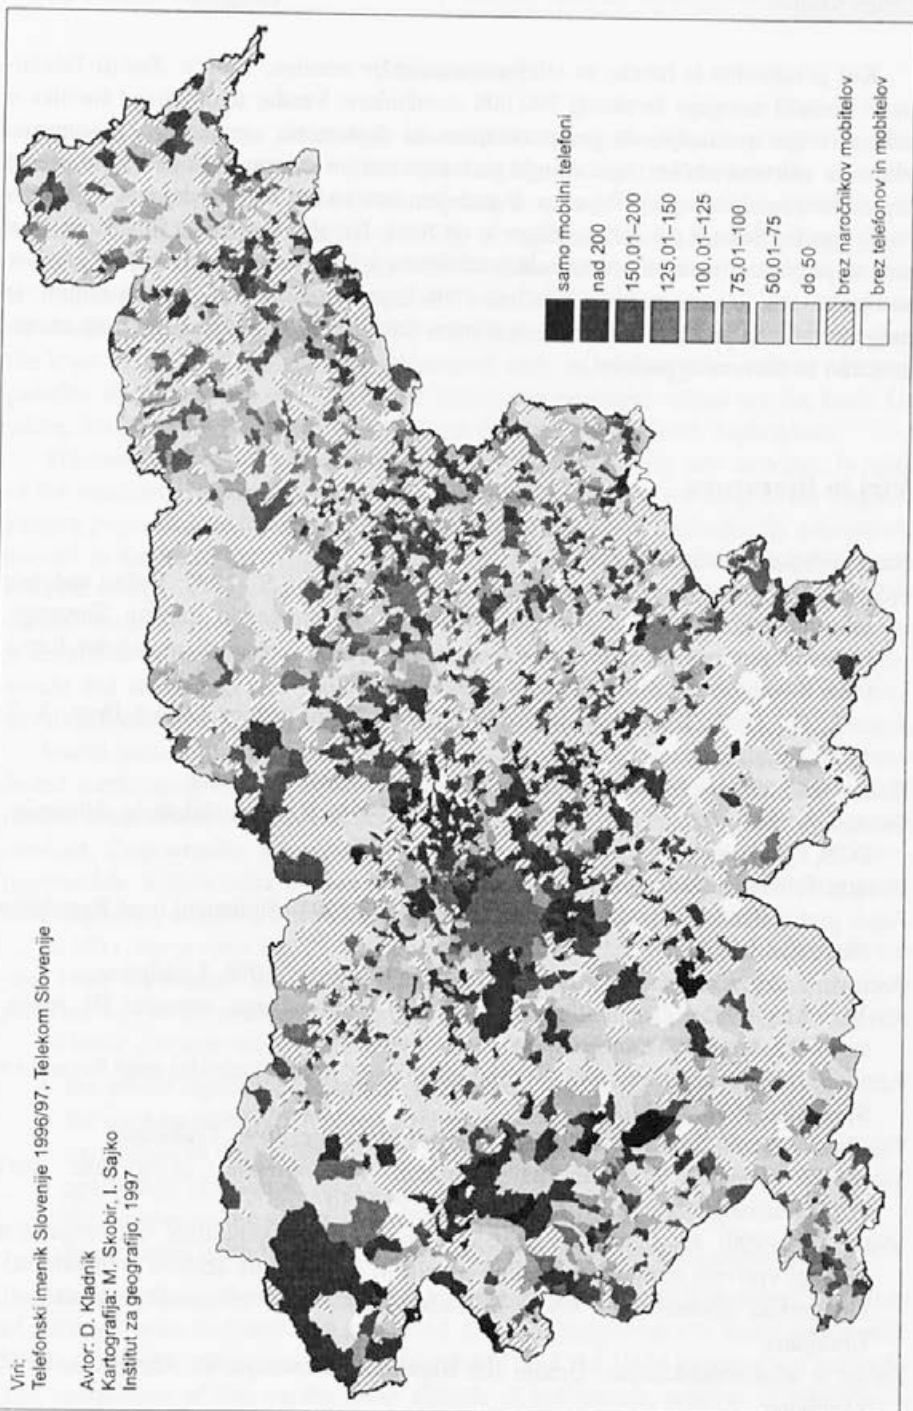 Viri:
Telefonski imenik Slovenije 1996/97, Telekom Slovenije
Avtor: D. Kladnik
Kartografija: M. Skobir, I. Sajko
Inštitut za geografijo, 1997
samo mobilni telefoni
nad 200
150,01–200
125,01–150
100,01–125
75,01–100
50,01–75
do 50
brez naročnikov mobitelov
brez telefonov in mobitelov